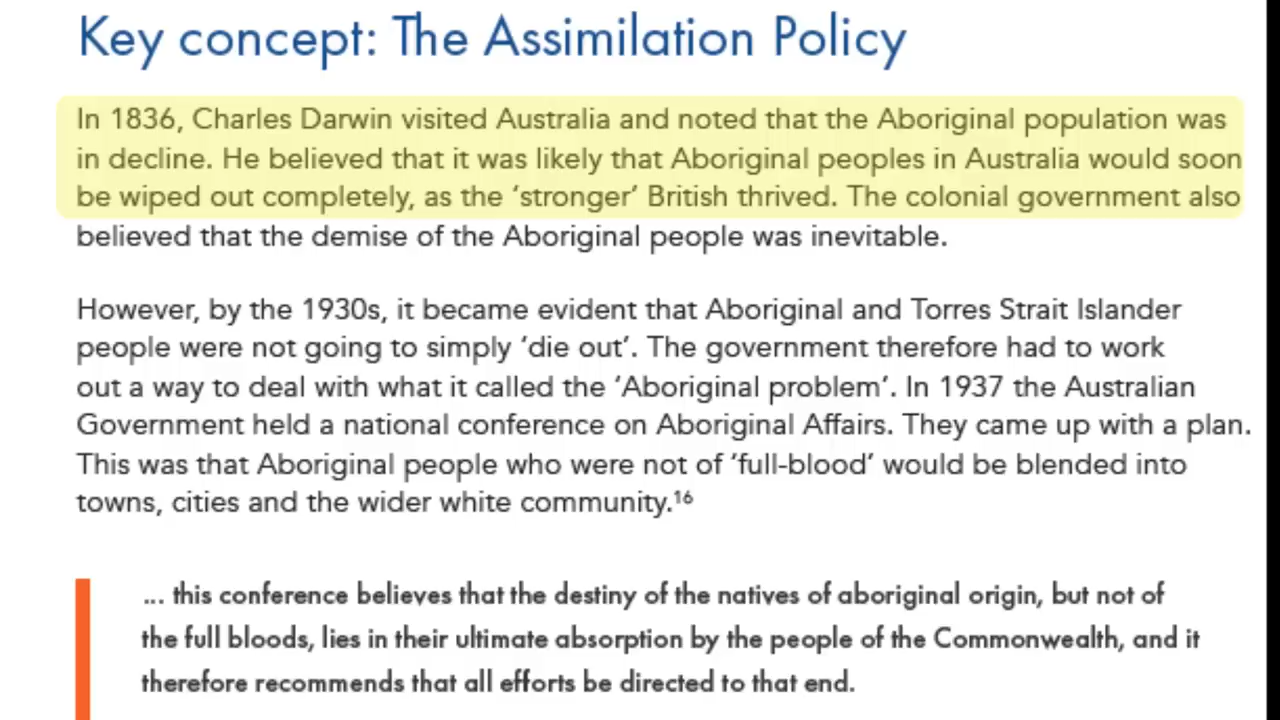 Key concept: The Assimilation Policy
In 1836, Charles Darwin visited Australia and noted that the Aboriginal population was
in decline. He believed that it was likely that Aboriginal peoples in Australia would soon
be wiped out completely, as the ‘stronger’ British thrived. The colonial government also
believed that the demise of the Aboriginal people was inevitable.
However, by the 1930s, it became evident that Aboriginal and Torres Strait Islander
people were not going to simply ‘die out’. The government therefore had to work
out a way to deal with what it called the ‘Aboriginal problem’. In 1937 the Australian
Government held a national conference on Aboriginal Affairs. They came up with a plan.
This was that Aboriginal people who were not of ‘full-blood’ would be blended into
towns, cities and the wider white community.¹⁶
... this conference believes that the destiny of the natives of aboriginal origin, but not of
the full bloods, lies in their ultimate absorption by the people of the Commonwealth, and it
therefore recommends that all efforts be directed to that end.